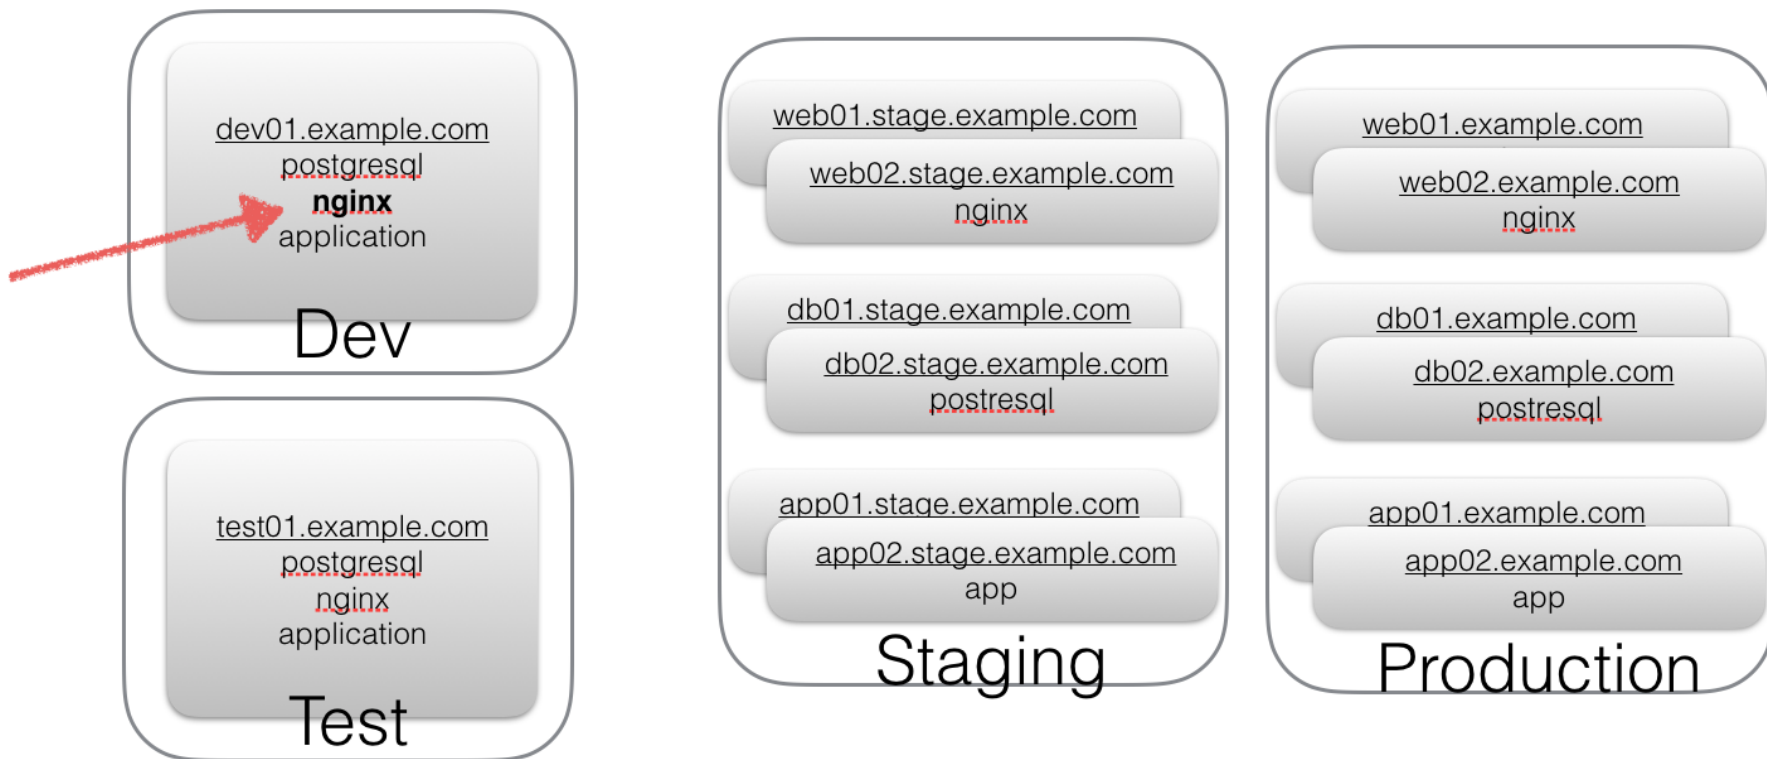 dev01.example.com
postgresql
nginx
application
Dev
test01.example.com
postgresql
nginx
application
Test
web01.stage.example.com
web02.stage.example.com
nginx
db01.stage.example.com
db02.stage.example.com
postresql
app01.stage.example.com
app02.stage.example.com
app
Staging
web01.example.com
web02.example.com
nginx
db01.example.com
db02.example.com
postresql
app01.example.com
app02.example.com
app
Production